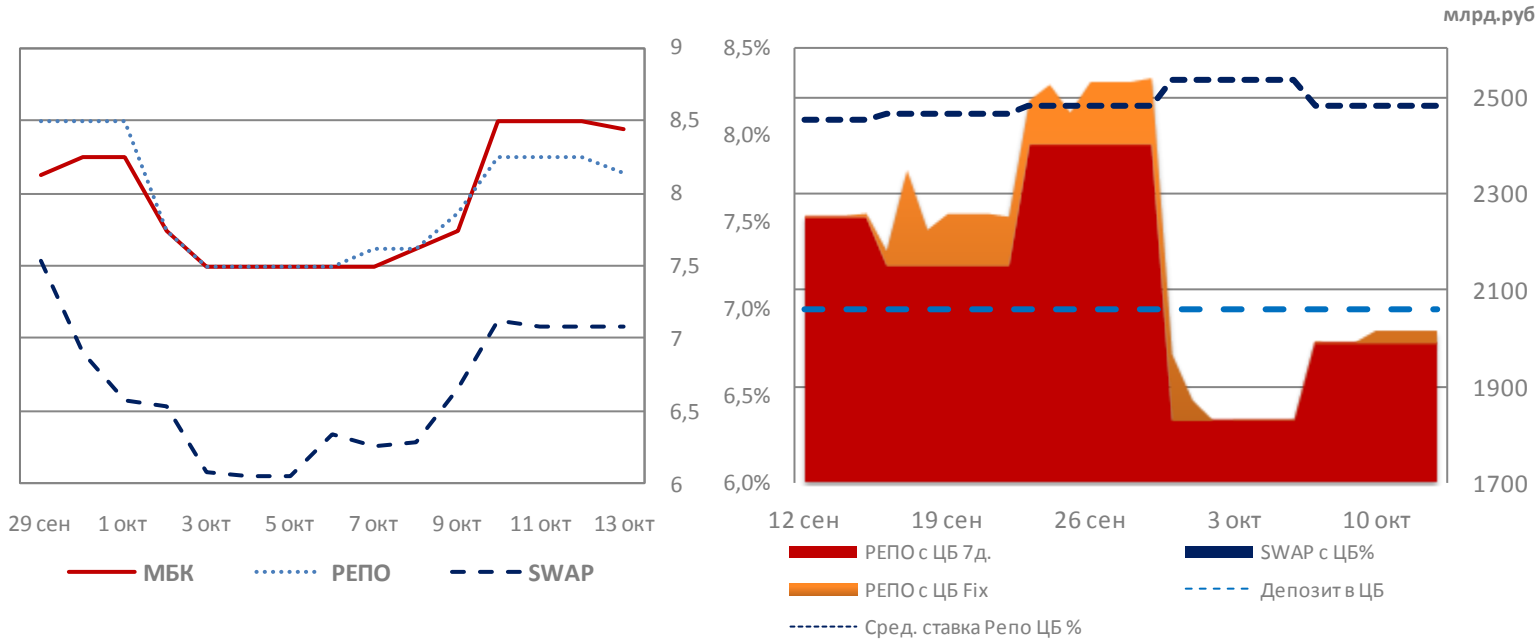 млрд.руб
9
8,5
8
7,5
7
6,5
6
29 сен 1 окт 3 окт 5 окт 7 окт 9 окт 11 окт 13 окт
МБК РЕПО SWAP
8,5%
8,0%
7,5%
7,0%
6,5%
6,0%
2500
2300
2100
1900
1700
12 сен 19 сен 26 сен 3 окт 10 окт
РЕПО с ЦБ 7д. SWAP с ЦБ%
РЕПО с ЦБ Fix Депозит в ЦБ
Сред. ставка Репо ЦБ %